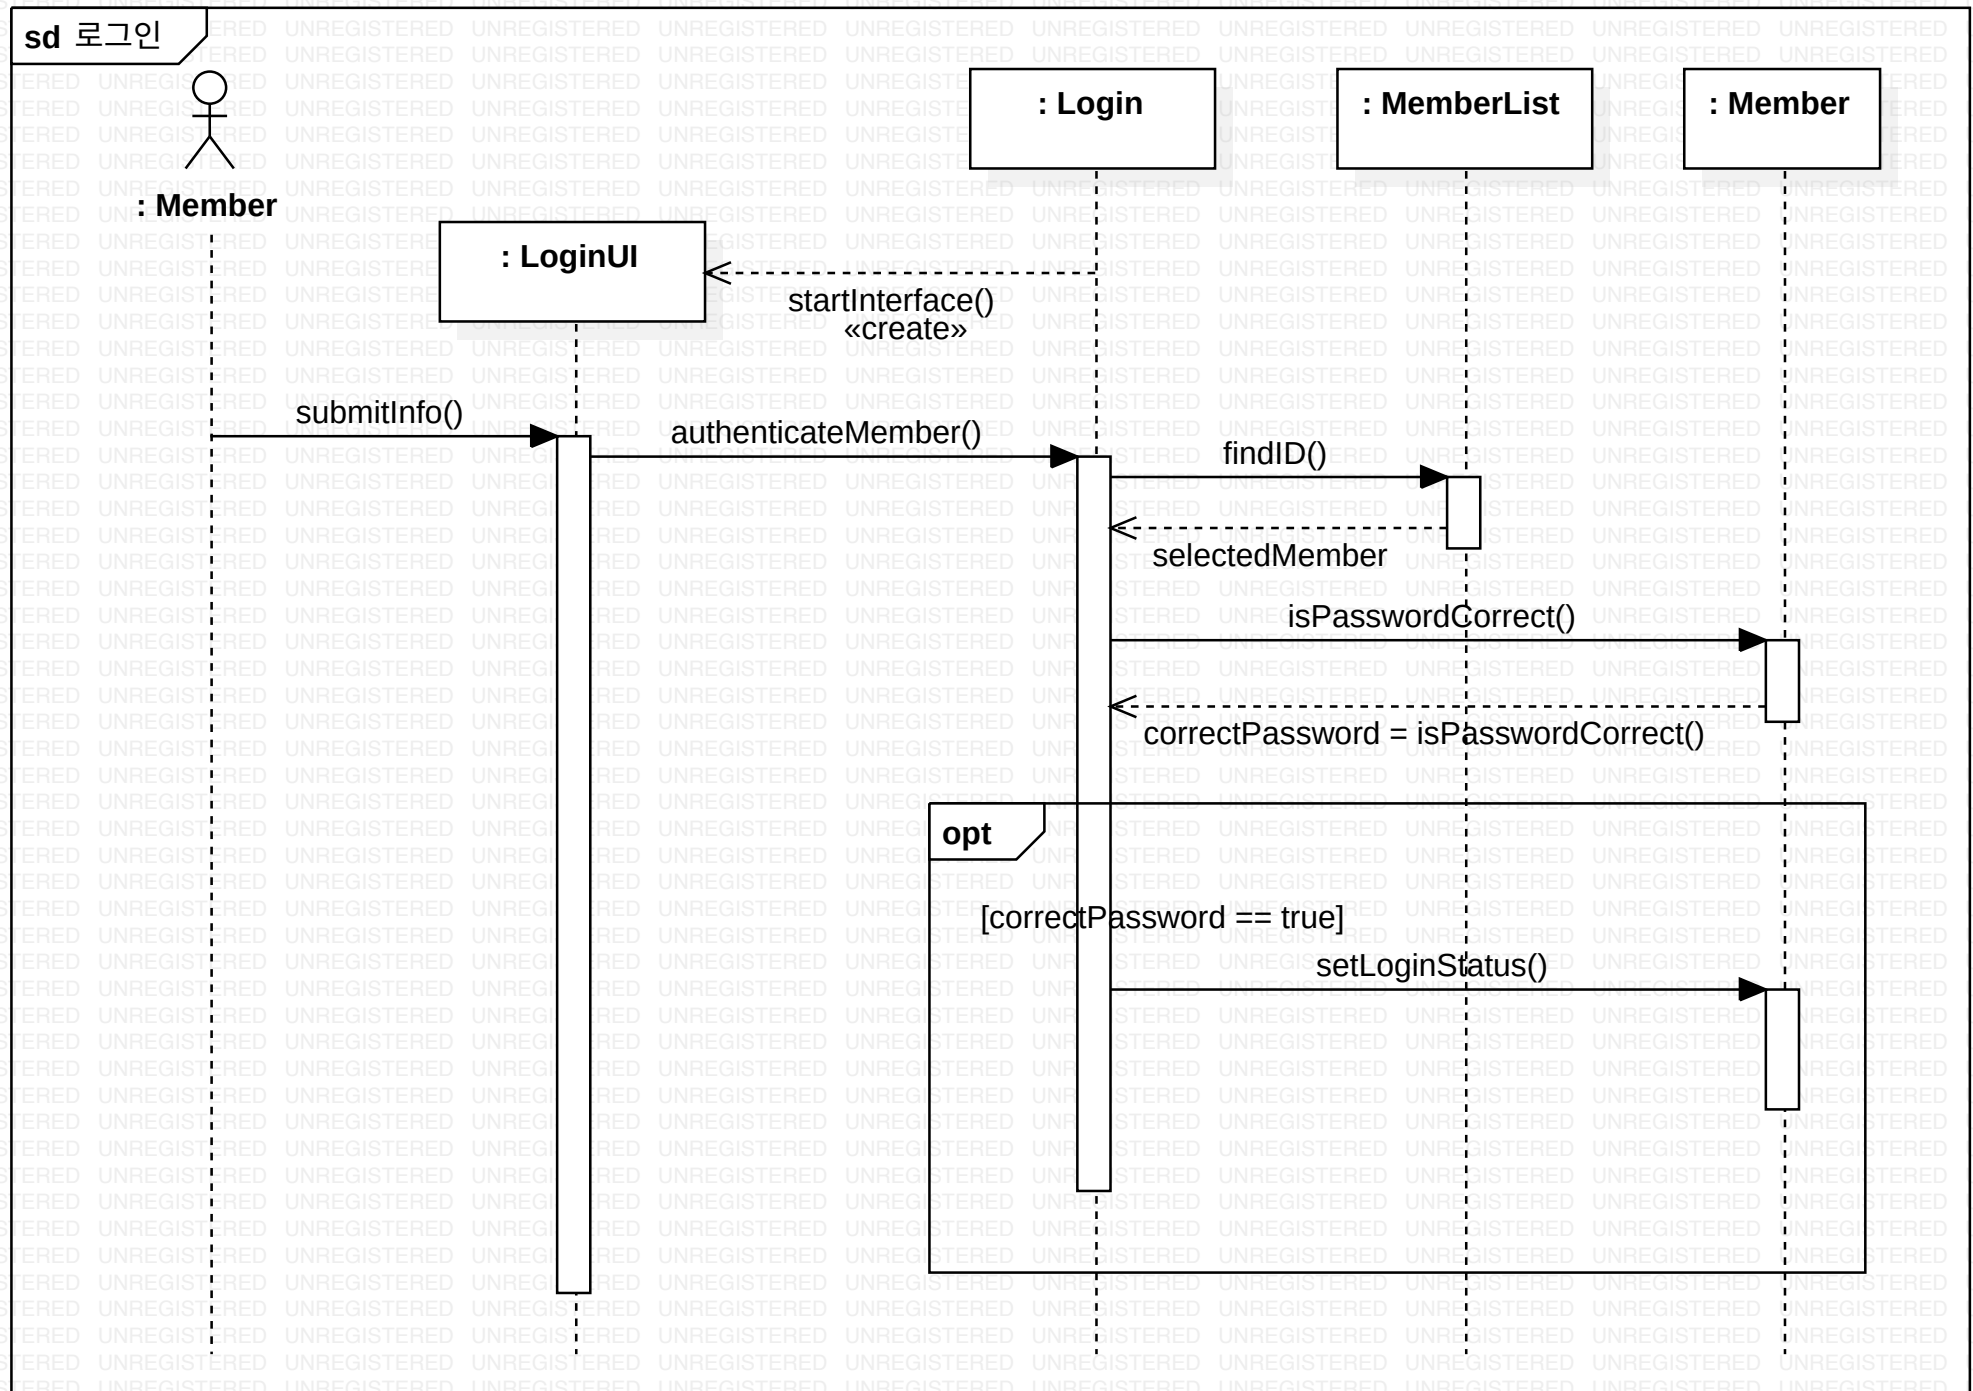 sd 로그인
: Member
: LoginUI
: Login
: MemberList
: Member
startInterface()
«create»
submitInfo()
authenticateMember()
findID()
selectedMember
isPasswordCorrect()
correctPassword = isPasswordCorrect()
opt
[correctPassword == true]
setLoginStatus()
UNREGISTERED